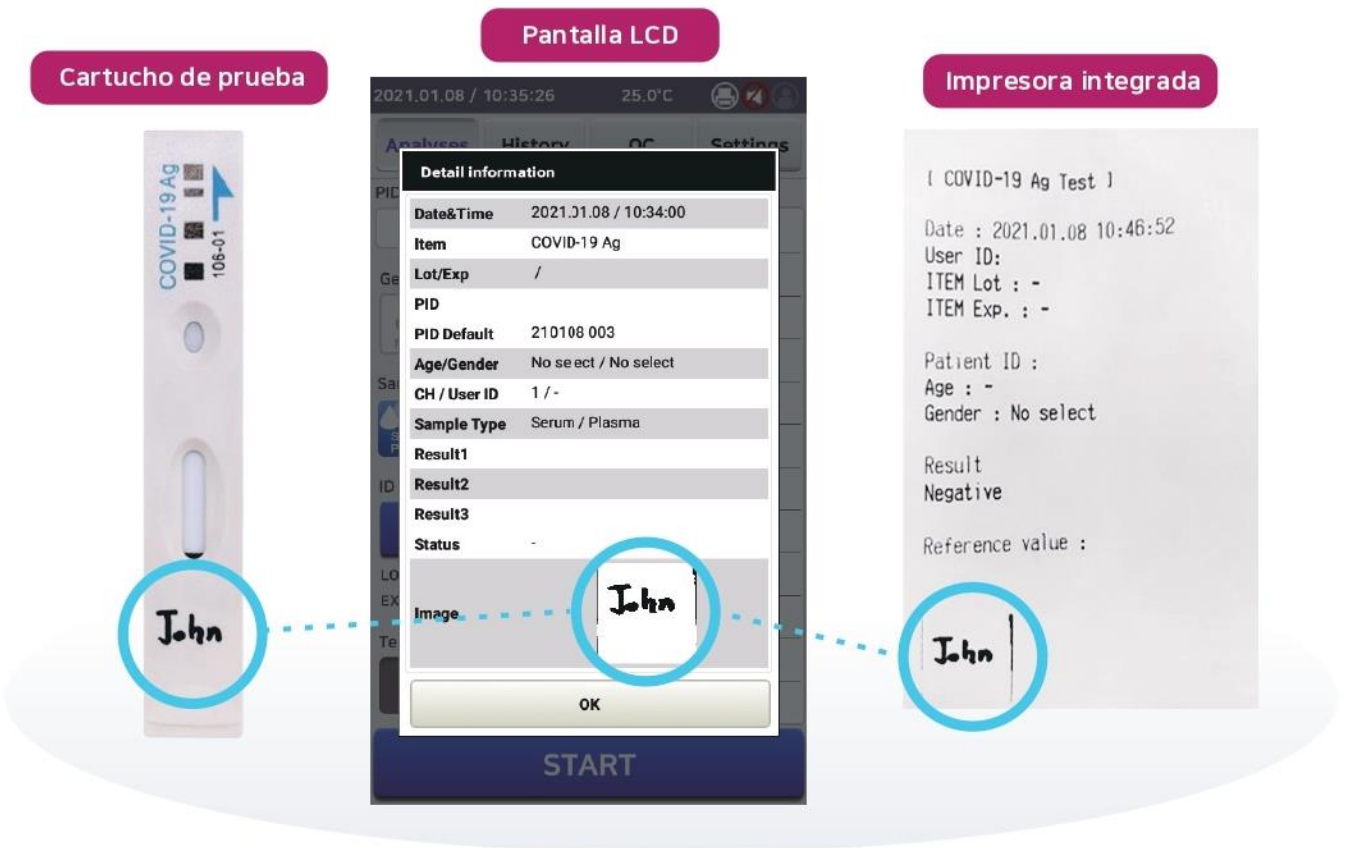 Pantalla LCD
Cartucho de prueba
Impresora integrada
COVID-19 Ag
106-01
John
2021.01.08 / 10:35:26 25.0°C
Analyses History QC Settings
PID
Detail information
Date&Time 2021.01.08 / 10:34:00
Item COVID-19 Ag
Lot/Exp /
PID
PID Default 210108 003
Age/Gender No select / No select
CH / User ID 1 / -
Sample Type Serum / Plasma
Result1
Result2
Result3
Status -
Image John
OK
ID
START
[ COVID-19 Ag Test ]
Date : 2021.01.08 10:46:52
User ID:
ITEM Lot : -
ITEM Exp. : -
Patient ID :
Age : -
Gender : No select
Result
Negative
Reference value :
John